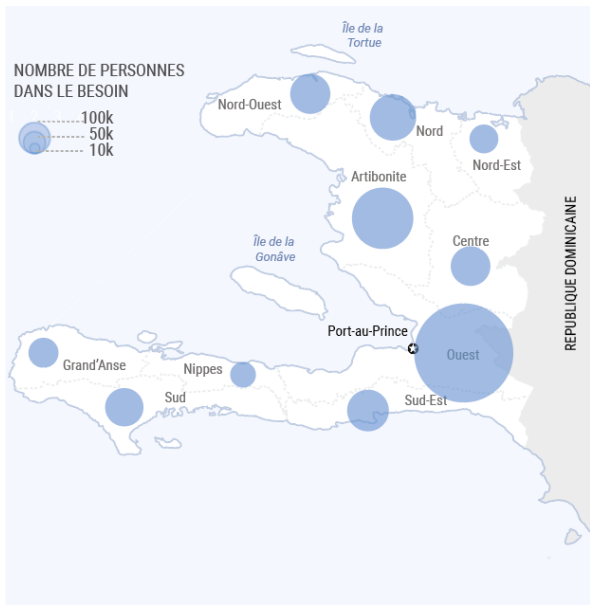 Île de la
Tortue
NOMBRE DE PERSONNES
DANS LE BESOIN
100k
50k
10k
Nord-Ouest
Nord
Nord-Est
Artibonite
Île de la
Gonâve
Centre
REPUBLIQUE DOMINICAINE
Port-au-Prince
Ouest
Grand'Anse
Nippes
Sud
Sud-Est